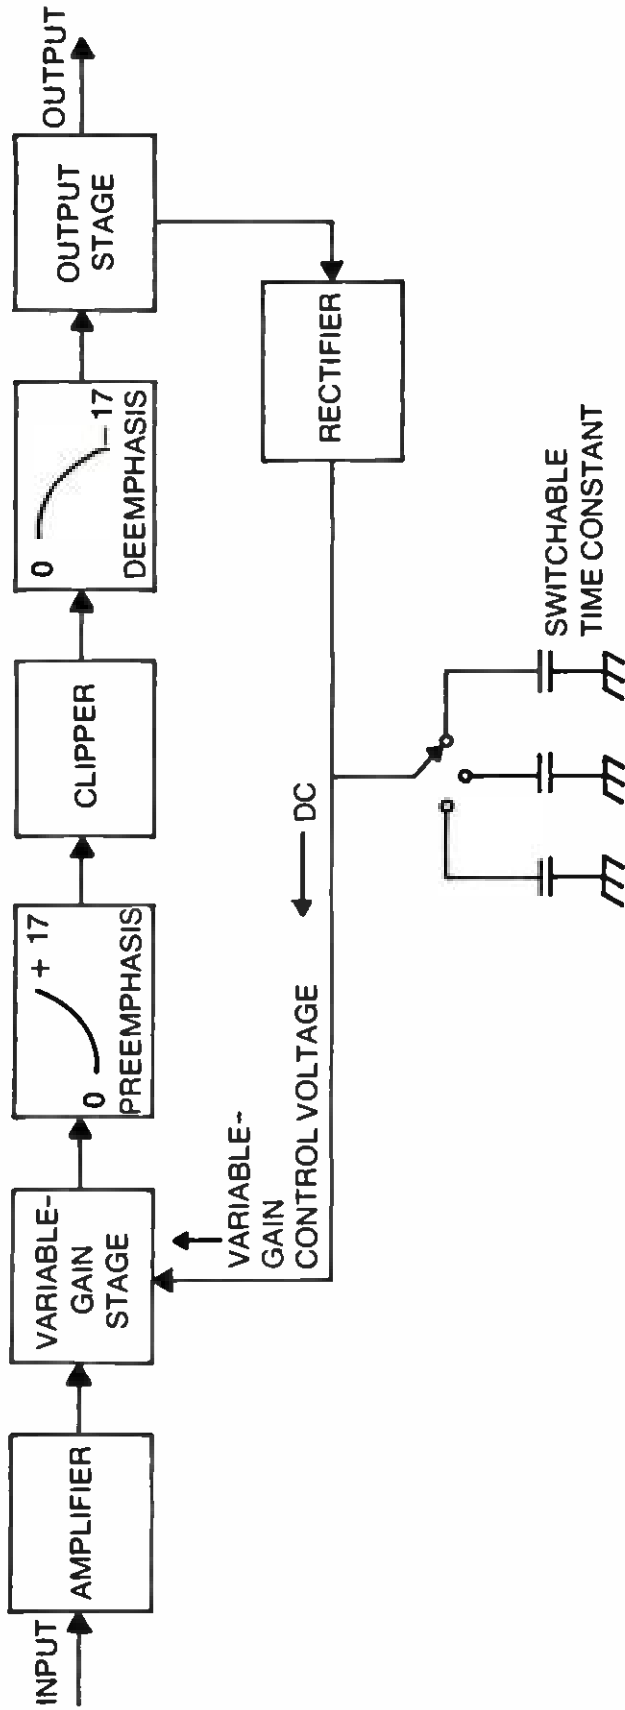 INPUT
AMPLIFIER
VARIABLE-
GAIN
STAGE
0
+ 17
PREEMPHASIS
CLIPPER
0
– 17
DEEMPHASIS
OUTPUT
STAGE
OUTPUT
VARIABLE-
GAIN
CONTROL VOLTAGE
DC
RECTIFIER
SWITCHABLE
TIME CONSTANT